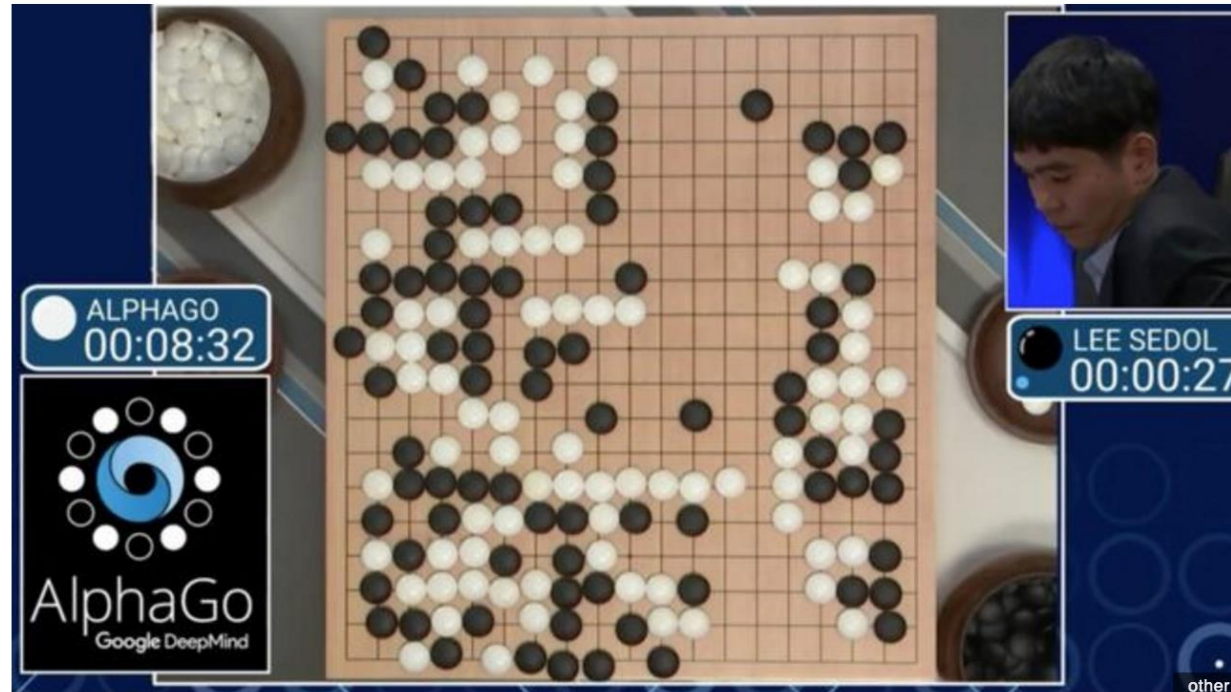 ALPHAGO
00:08:32
AlphaGo
Google DeepMind
LEE SEDOL
00:00:27
other